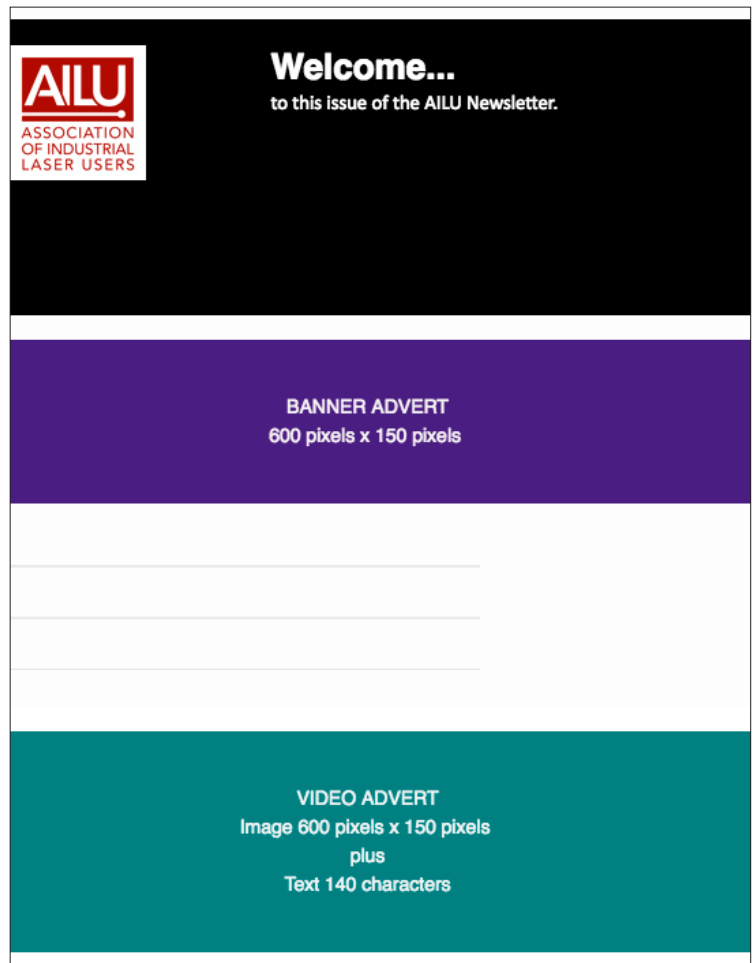 AILU
ASSOCIATION
OF INDUSTRIAL
LASER USERS
Welcome...
to this issue of the AILU Newsletter.
BANNER ADVERT
600 pixels x 150 pixels
VIDEO ADVERT
Image 600 pixels x 150 pixels
plus
Text 140 characters